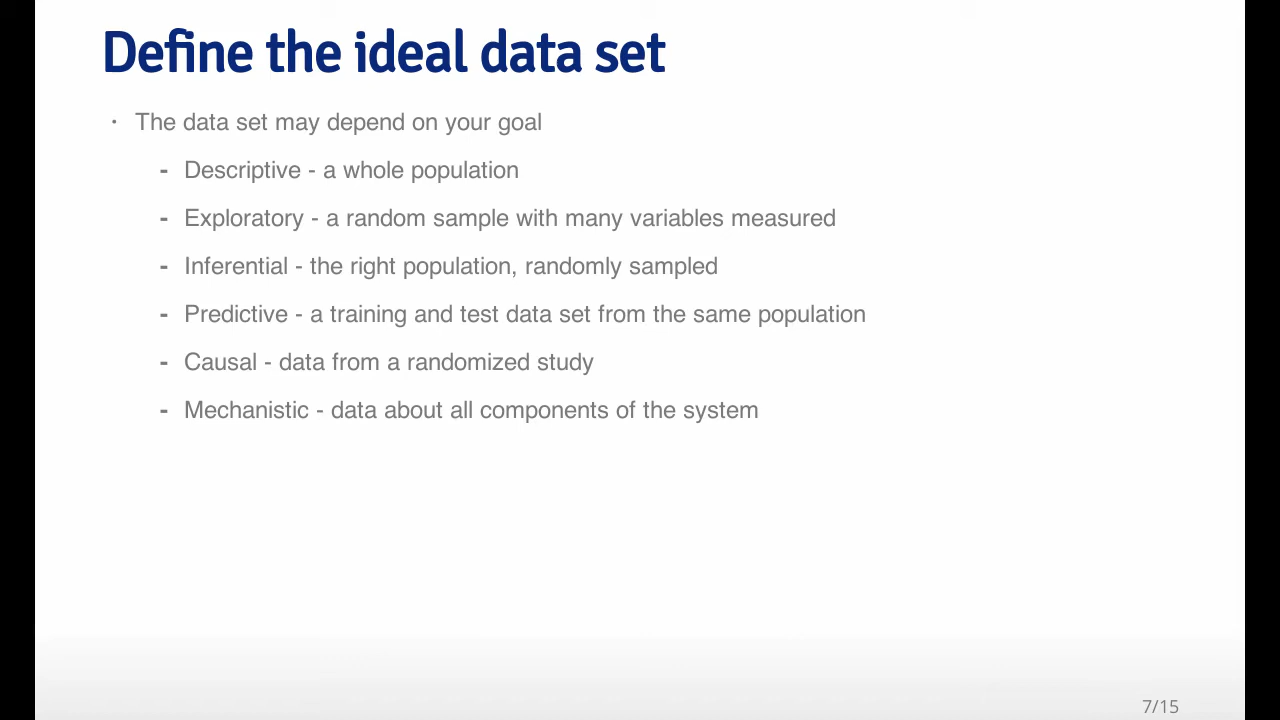 Define the ideal data set
· The data set may depend on your goal
- Descriptive - a whole population
- Exploratory - a random sample with many variables measured
- Inferential - the right population, randomly sampled
- Predictive - a training and test data set from the same population
- Causal - data from a randomized study
- Mechanistic - data about all components of the system
7/15